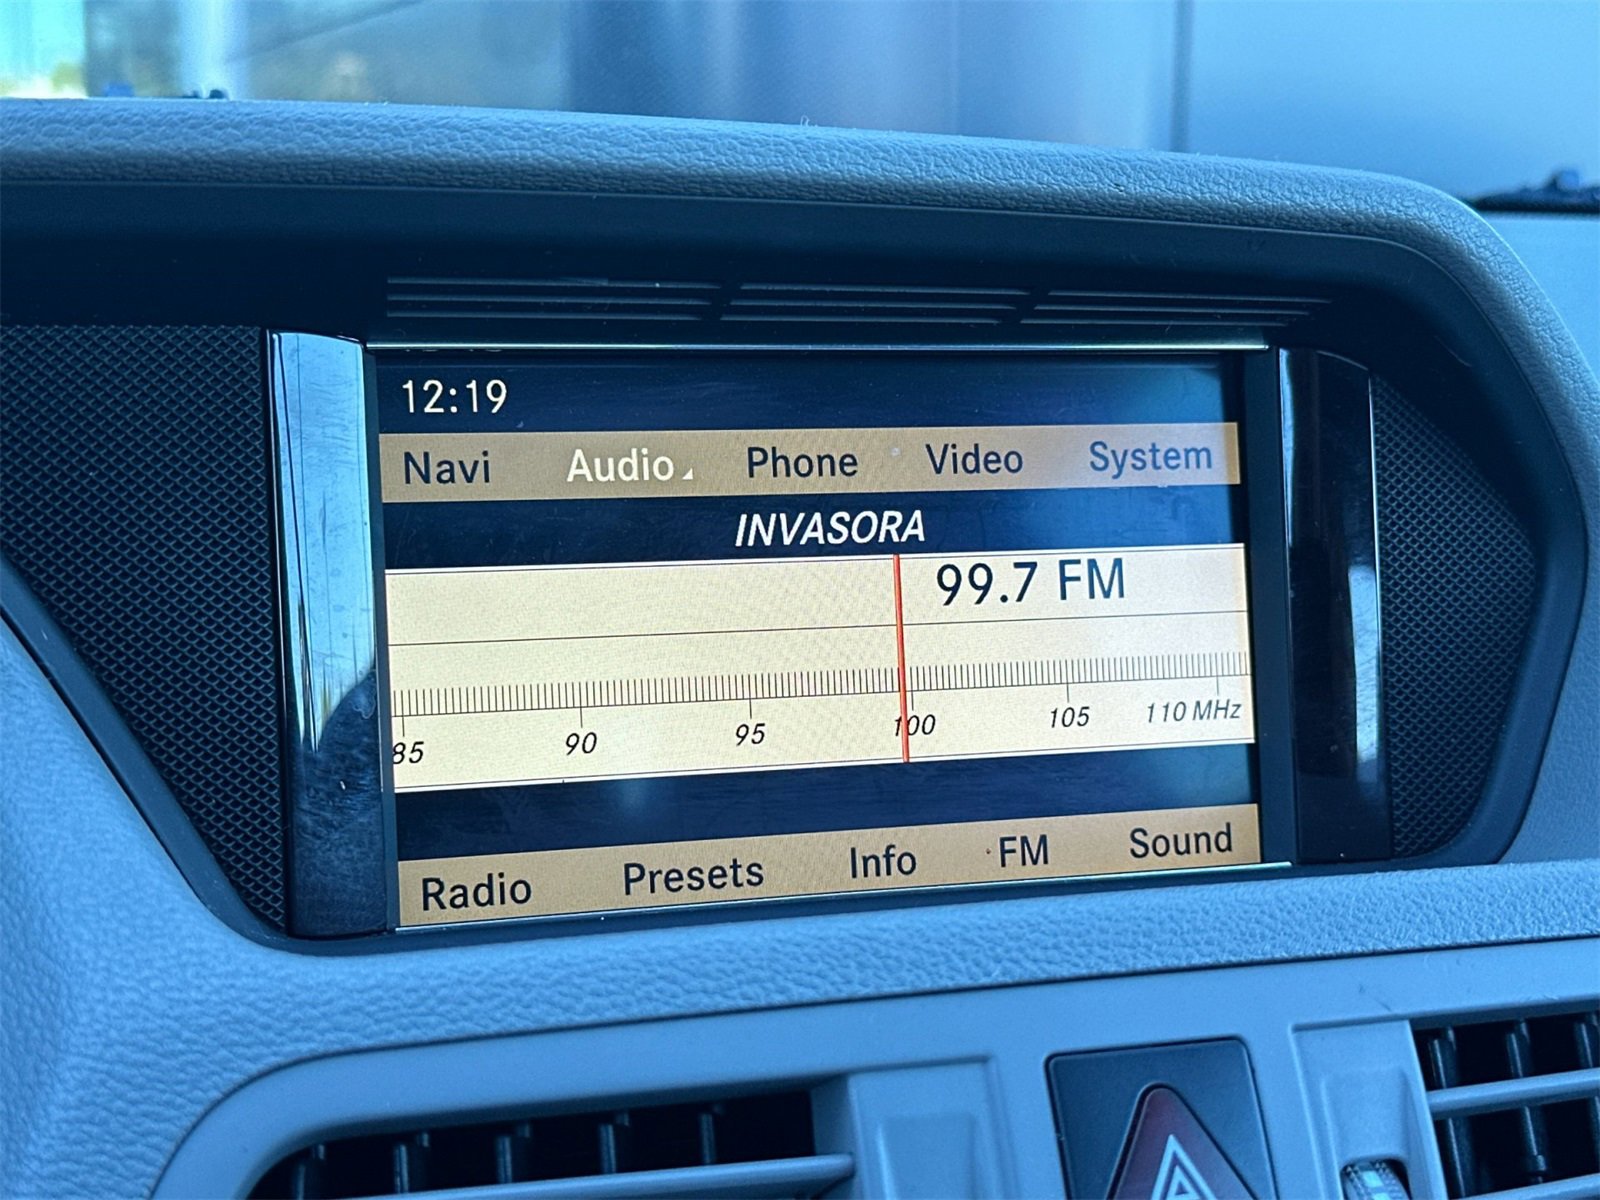 12:19
Navi Audio Phone Video System
INVASORA
99.7 FM
85 90 95 100 105 110 MHz
Radio Presets Info FM Sound